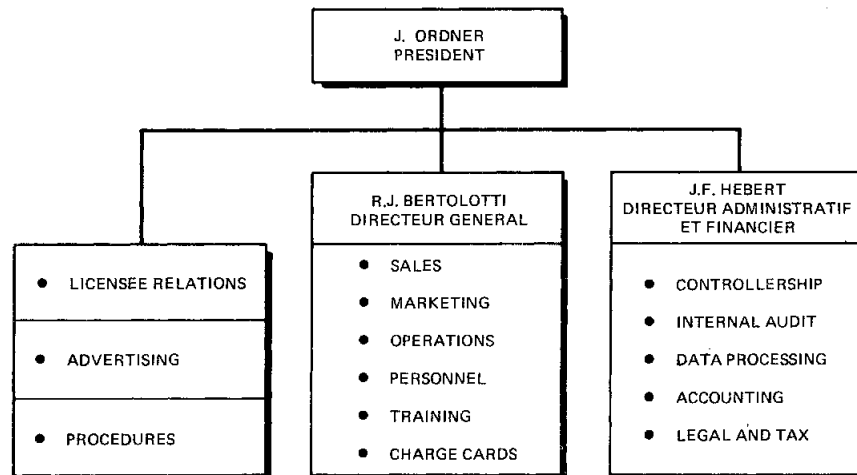 J. ORDNER
PRESIDENT
R.J. BERTOLOTTI
DIRECTEUR GENERAL
J.F. HEBERT
DIRECTEUR ADMINISTRATIF
ET FINANCIER
• LICENSEE RELATIONS
• ADVERTISING
• PROCEDURES
• SALES
• MARKETING
• OPERATIONS
• PERSONNEL
• TRAINING
• CHARGE CARDS
• CONTROLLERSHIP
• INTERNAL AUDIT
• DATA PROCESSING
• ACCOUNTING
• LEGAL AND TAX